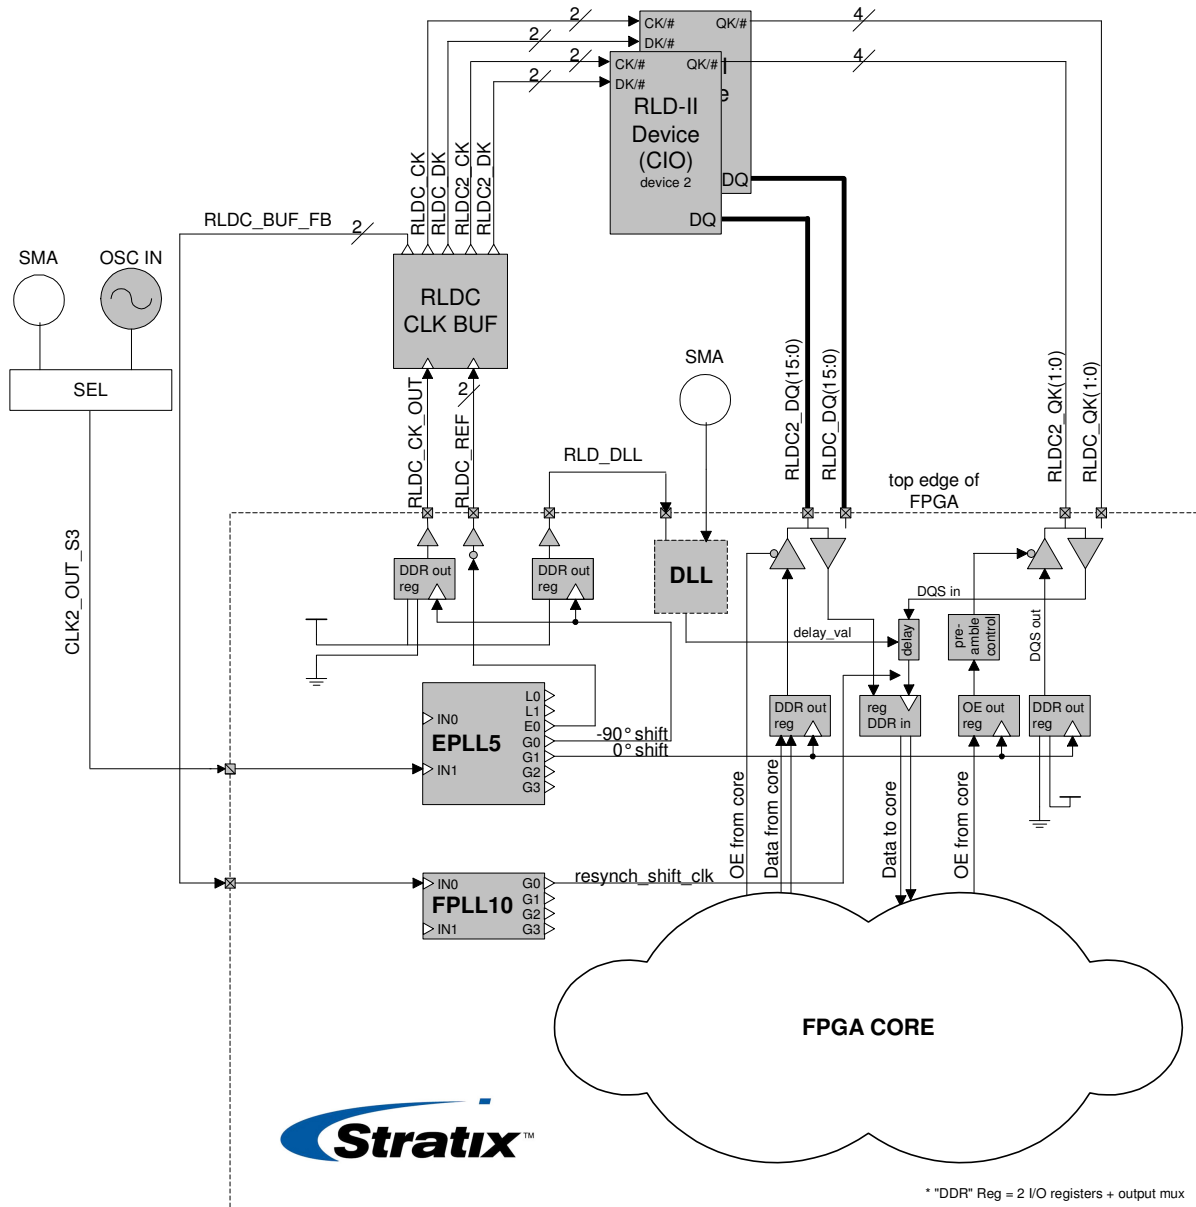 2
2
2
2
4
4
CK/#
QK/#
DK/#
CK/#
QK/#
DK/#
l
e
RLD-II
Device
(CIO)
device 2
DQ
DQ
RLDC_CK
RLDC_DK
RLDC2_CK
RLDC2_DK
RLDC_BUF_FB
2
SMA
OSC IN
RLDC
CLK BUF
SEL
SMA
RLDC_CK_OUT
RLDC_REF
2
RLD_DLL
RLDC2_DQ(15:0)
RLDC_DQ(15:0)
RLDC2_QK(1:0)
RLDC_QK(1:0)
top edge of
FPGA
CLK2_OUT_S3
DDR out
reg
DDR out
reg
DLL
delay_val
DQS in
delay
pre-
amble
control
DQS out
DDR out
reg
reg
DDR in
OE out
reg
DDR out
reg
L0
L1
E0
G0
G1
G2
G3
IN0
EPLL5
IN1
-90° shift
0° shift
OE from core
Data from core
Data to core
OE from core
resynch_shift_clk
IN0
FPLL10
IN1
G0
G1
G2
G3
FPGA CORE
Stratix™
* "DDR" Reg = 2 I/O registers + output mux